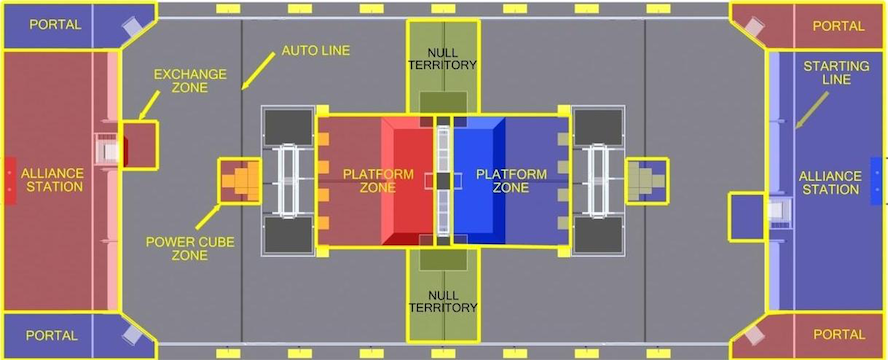 PORTAL
PORTAL
NULL
TERRITORY
AUTO LINE
EXCHANGE
ZONE
STARTING
LINE
ALLIANCE
STATION
PLATFORM
ZONE
PLATFORM
ZONE
ALLIANCE
STATION
POWER CUBE
ZONE
NULL
TERRITORY
PORTAL
PORTAL